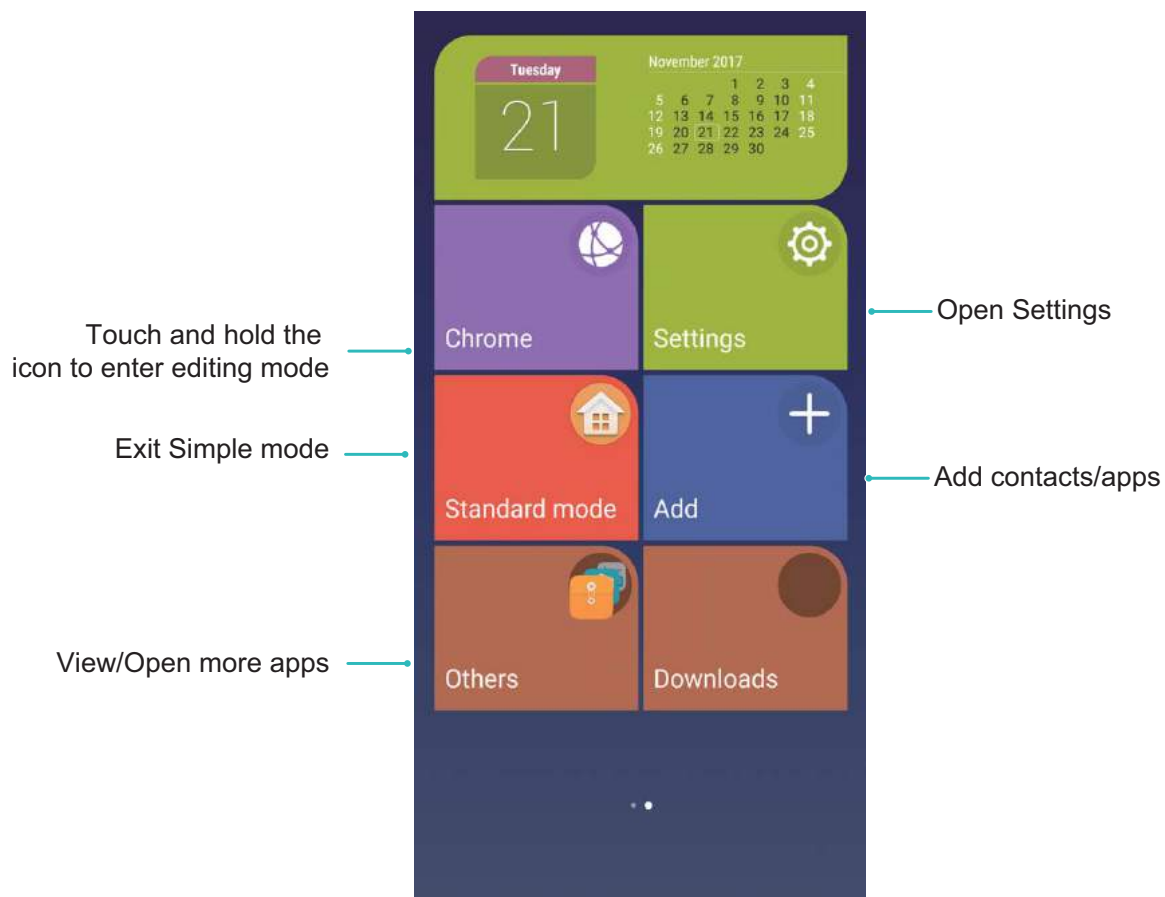 Tuesday
21
November 2017
1 2 3 4
5 6 7 8 9 10 11
12 13 14 15 16 17 18
19 20 21 22 23 24 25
26 27 28 29 30
Chrome
Settings
Open Settings
Touch and hold the
icon to enter editing mode
Exit Simple mode
Standard mode
Add
Add contacts/apps
View/Open more apps
Others
Downloads